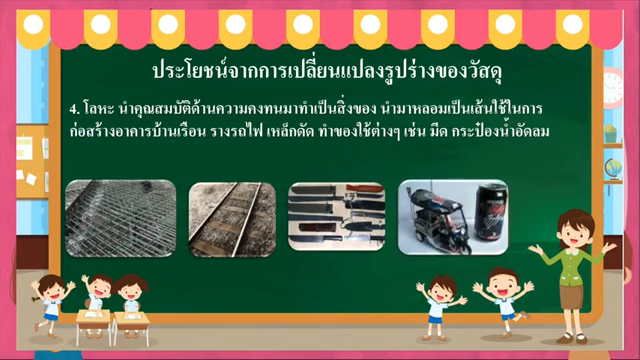 ประโยชน์จากการเปลี่ยนแปลงรูปร่างของวัสดุ
4. โลหะ นำคุณสมบัติด้านความคงทนมาทำเป็นสิ่งของ นำมาหลอมเป็นเส้นใช้ในการ
ก่อสร้างอาคารบ้านเรือน รางรถไฟ เหล็กดัด ทำของใช้ต่างๆ เช่น มีด กระป๋องน้ำอัดลม